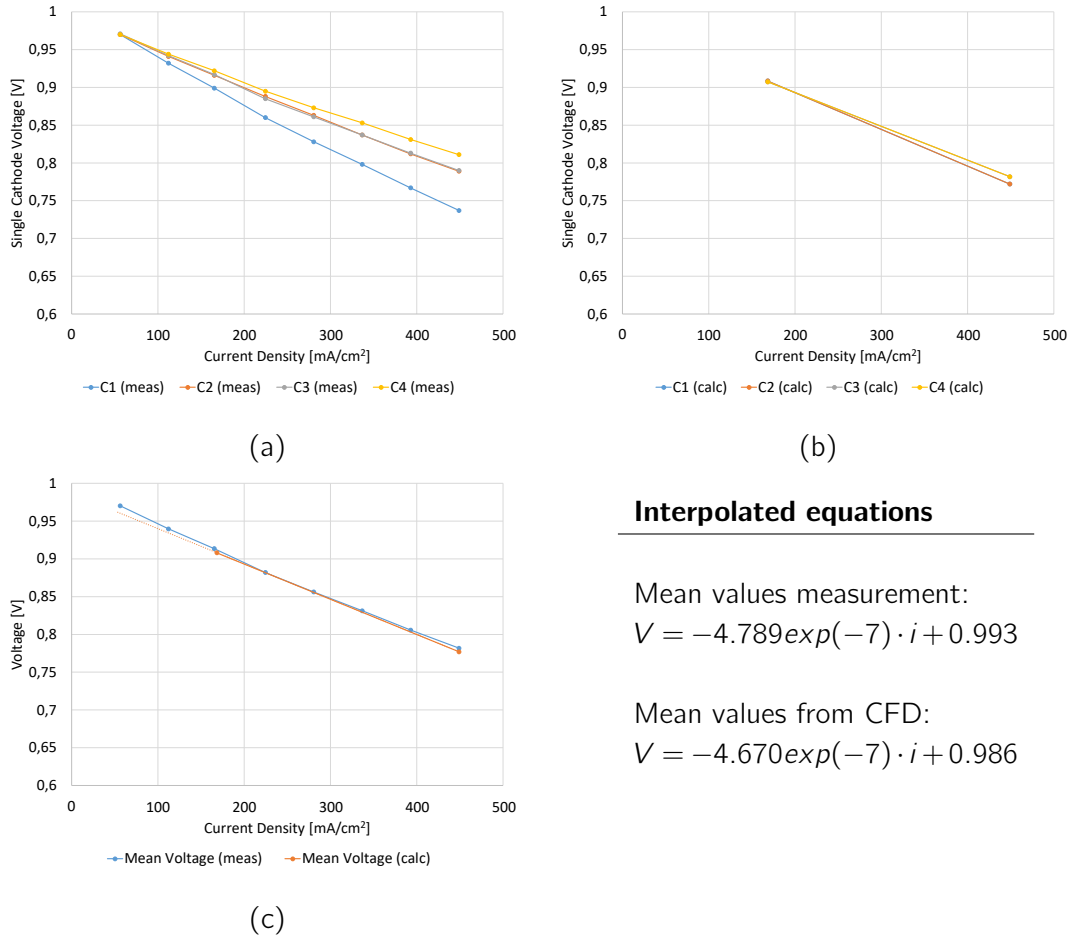 1
0,95
0,9
0,85
0,8
0,75
0,7
0,65
0,6
0 100 200 300 400 500
Single Cathode Voltage [V]
Current Density [mA/cm²]
C1 (meas) C2 (meas) C3 (meas) C4 (meas)
(a)
1
0,95
0,9
0,85
0,8
0,75
0,7
0,65
0,6
0 100 200 300 400 500
Single Cathode Voltage [V]
Current Density [mA/cm²]
C1 (calc) C2 (calc) C3 (calc) C4 (calc)
(b)
1
0,95
0,9
0,85
0,8
0,75
0,7
0,65
0,6
0 100 200 300 400 500
Voltage [V]
Current Density [mA/cm²]
Mean Voltage (meas) Mean Voltage (calc)
(c)
Interpolated equations
Mean values measurement:
V = −4.789exp(−7) · i + 0.993
Mean values from CFD:
V = −4.670exp(−7) · i + 0.986